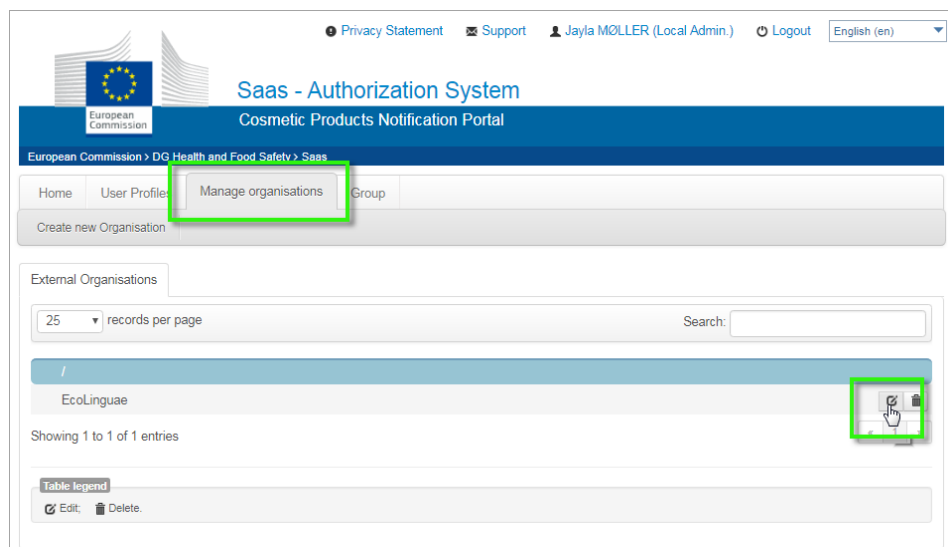 Privacy Statement Support Jayla MØLLER (Local Admin.) Logout English (en)
European
Commission
Saas - Authorization System
Cosmetic Products Notification Portal
European Commission > DG Health and Food Safety > Saas
Home User Profiles Manage organisations Group
Create new Organisation
External Organisations
25 records per page Search:
/
EcoLinguae
Showing 1 to 1 of 1 entries « 1
Table legend
Edit; Delete.